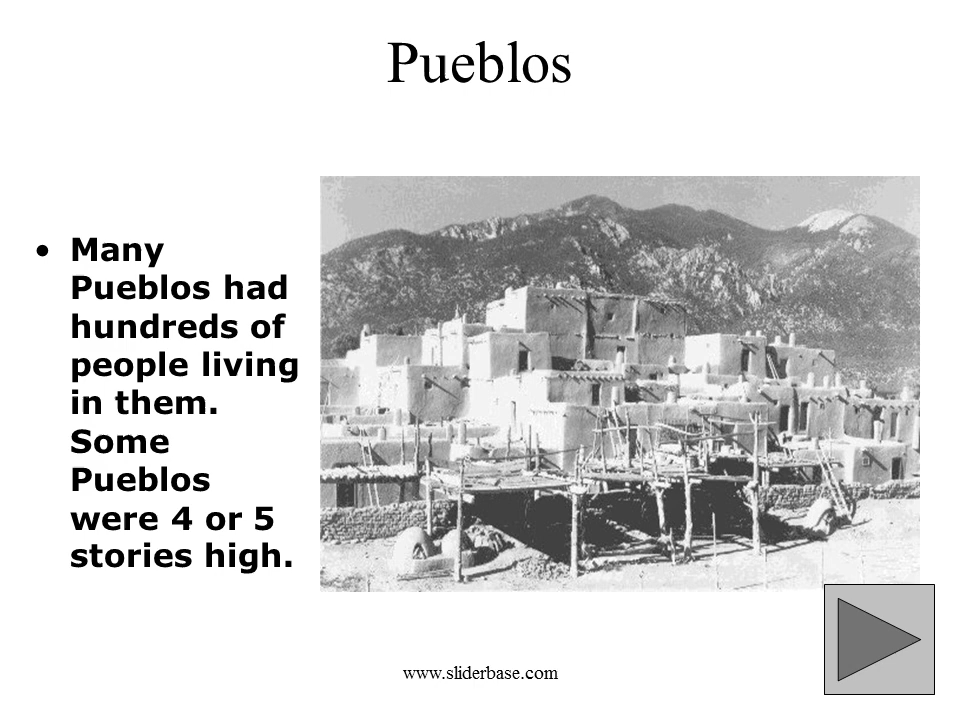 Pueblos
• Many
Pueblos had
hundreds of
people living
in them.
Some
Pueblos
were 4 or 5
stories high.
www.sliderbase.com